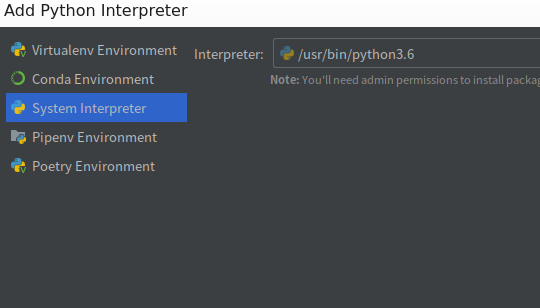 Add Python Interpreter
Virtualenv Environment
Conda Environment
System Interpreter
Pipenv Environment
Poetry Environment
Interpreter: /usr/bin/python3.6
Note: You'll need admin permissions to install